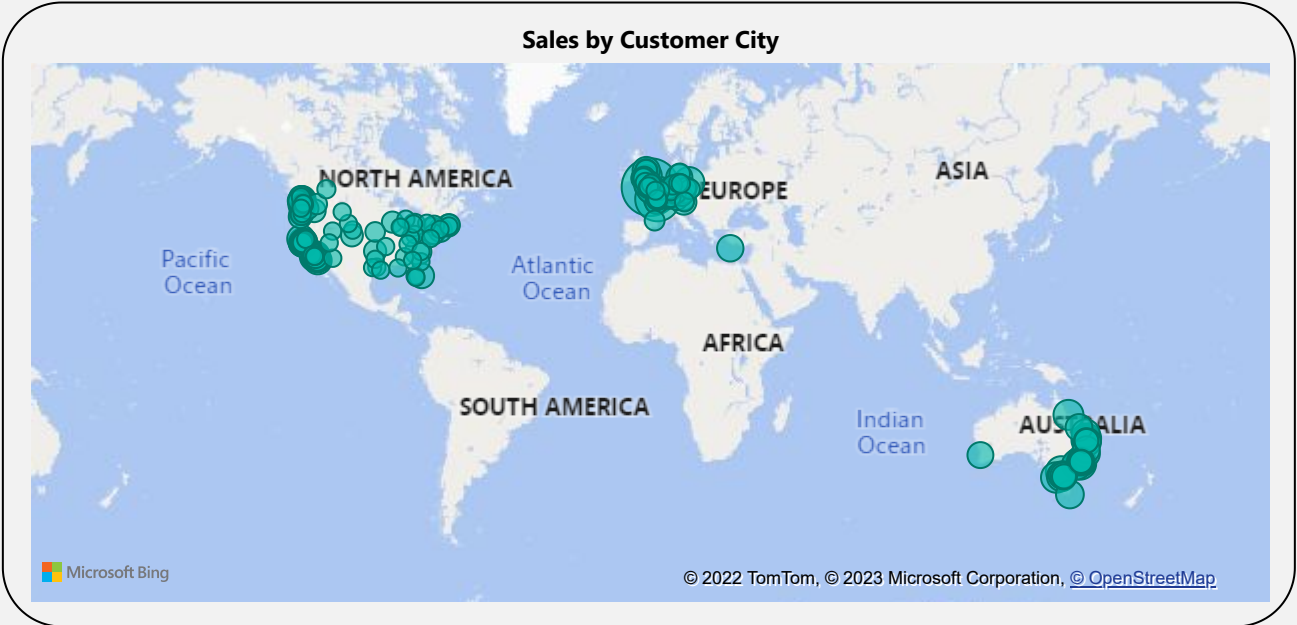 Sales by Customer City
NORTH AMERICA
ASIA
EUROPE
Pacific
Ocean
Atlantic
Ocean
AFRICA
SOUTH AMERICA
Indian
Ocean
AUSTRALIA
Microsoft Bing
© 2022 TomTom, © 2023 Microsoft Corporation, © OpenStreetMap